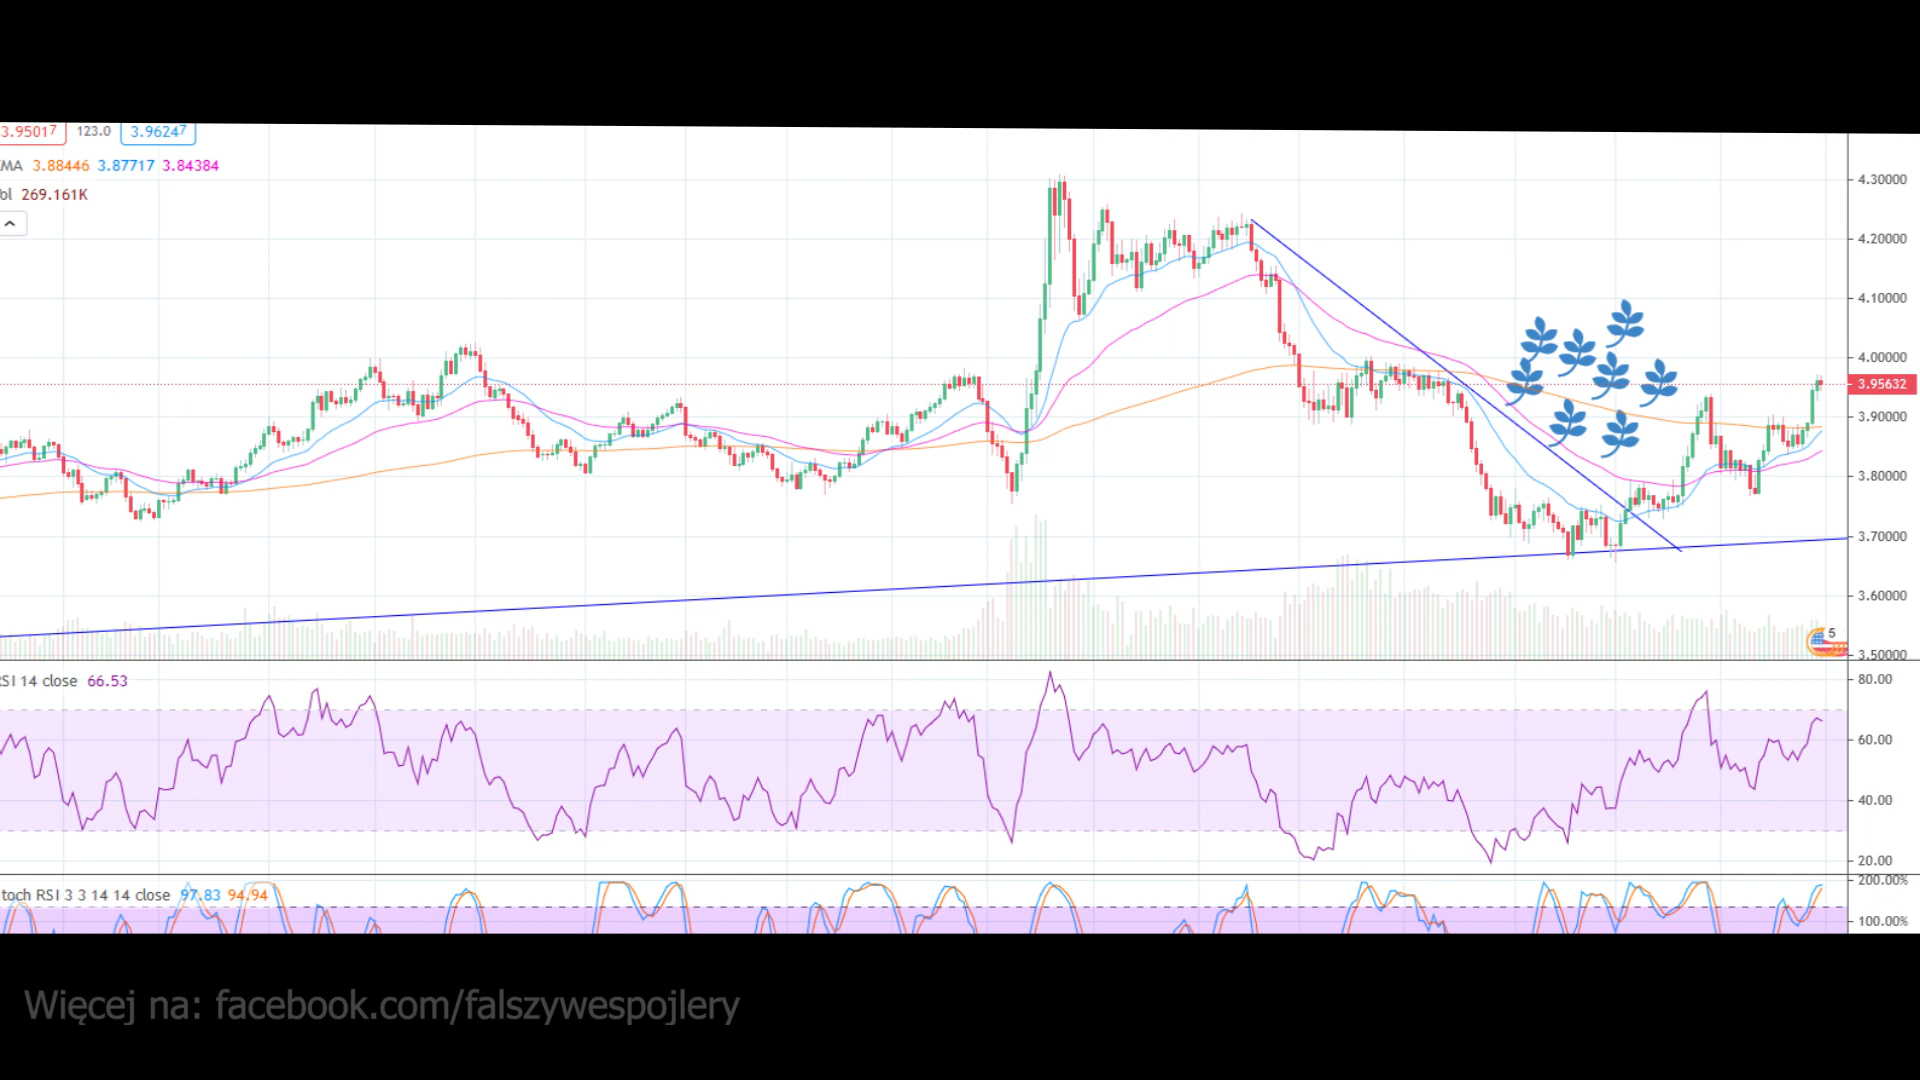 3.95017 123.0 3.96247
MA 3.88446 3.87717 3.84384
ol 269.161K
4.30000
4.20000
4.10000
4.00000
3.95632
3.90000
3.80000
3.70000
3.60000
5
3.50000
RSI 14 close 66.53
80.00
60.00
40.00
20.00
toch RSI 3 3 14 14 close 97.83 94.94
200.00%
100.00%
Więcej na: facebook.com/falszywespojlery